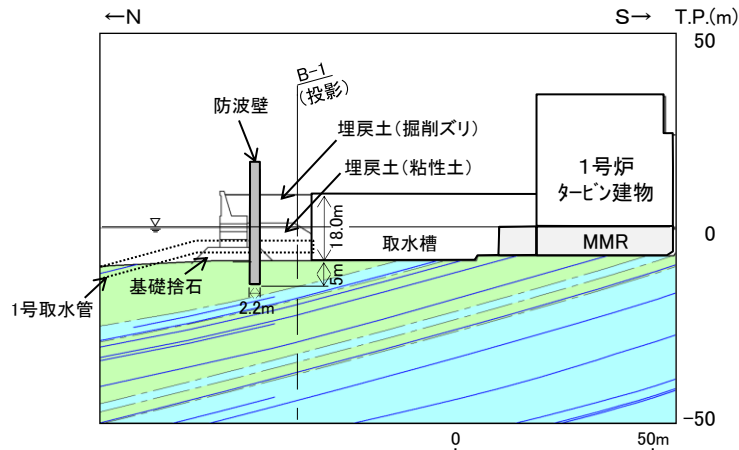 ←N
S→
T.P.(m)
50
B-1
(投影)
防波壁
埋戻土（掘削ズリ）
埋戻土（粘性土）
1号炉
タービン建物
18.0m
0
取水槽
MMR
5m
基礎捨石
1号取水管
2.2m
-50
0
50m